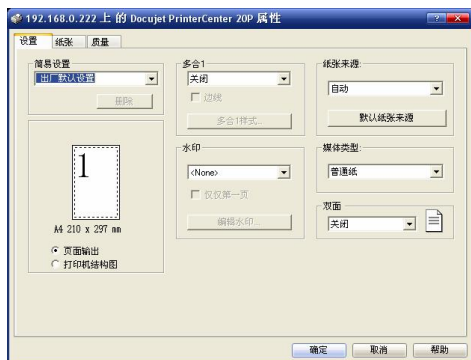 192.168.0.222 上 的 Docujet PrinterCenter 20P 属性
设置 纸张 质量
简易设置
出厂默认设置
删除
1
A4 210 x 297 mm
页面输出
打印机结构图
多合1
关闭
边线
多合1样式...
水印
<None>
仅仅第一页
编辑水印...
纸张来源:
自动
默认纸张来源
媒体类型:
普通纸
双面
关闭
确定 取消 帮助